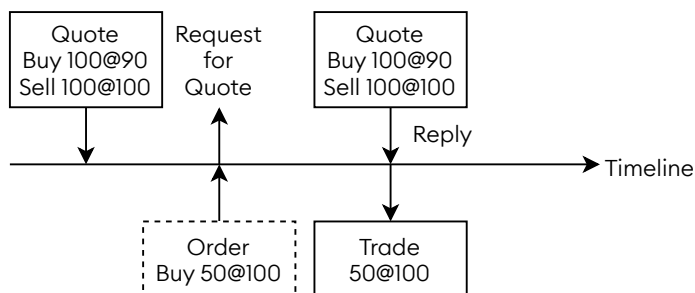 Quote
Buy 100@90
Sell 100@100
Request
for
Quote
Quote
Buy 100@90
Sell 100@100
Reply
Timeline
Order
Buy 50@100
Trade
50@100